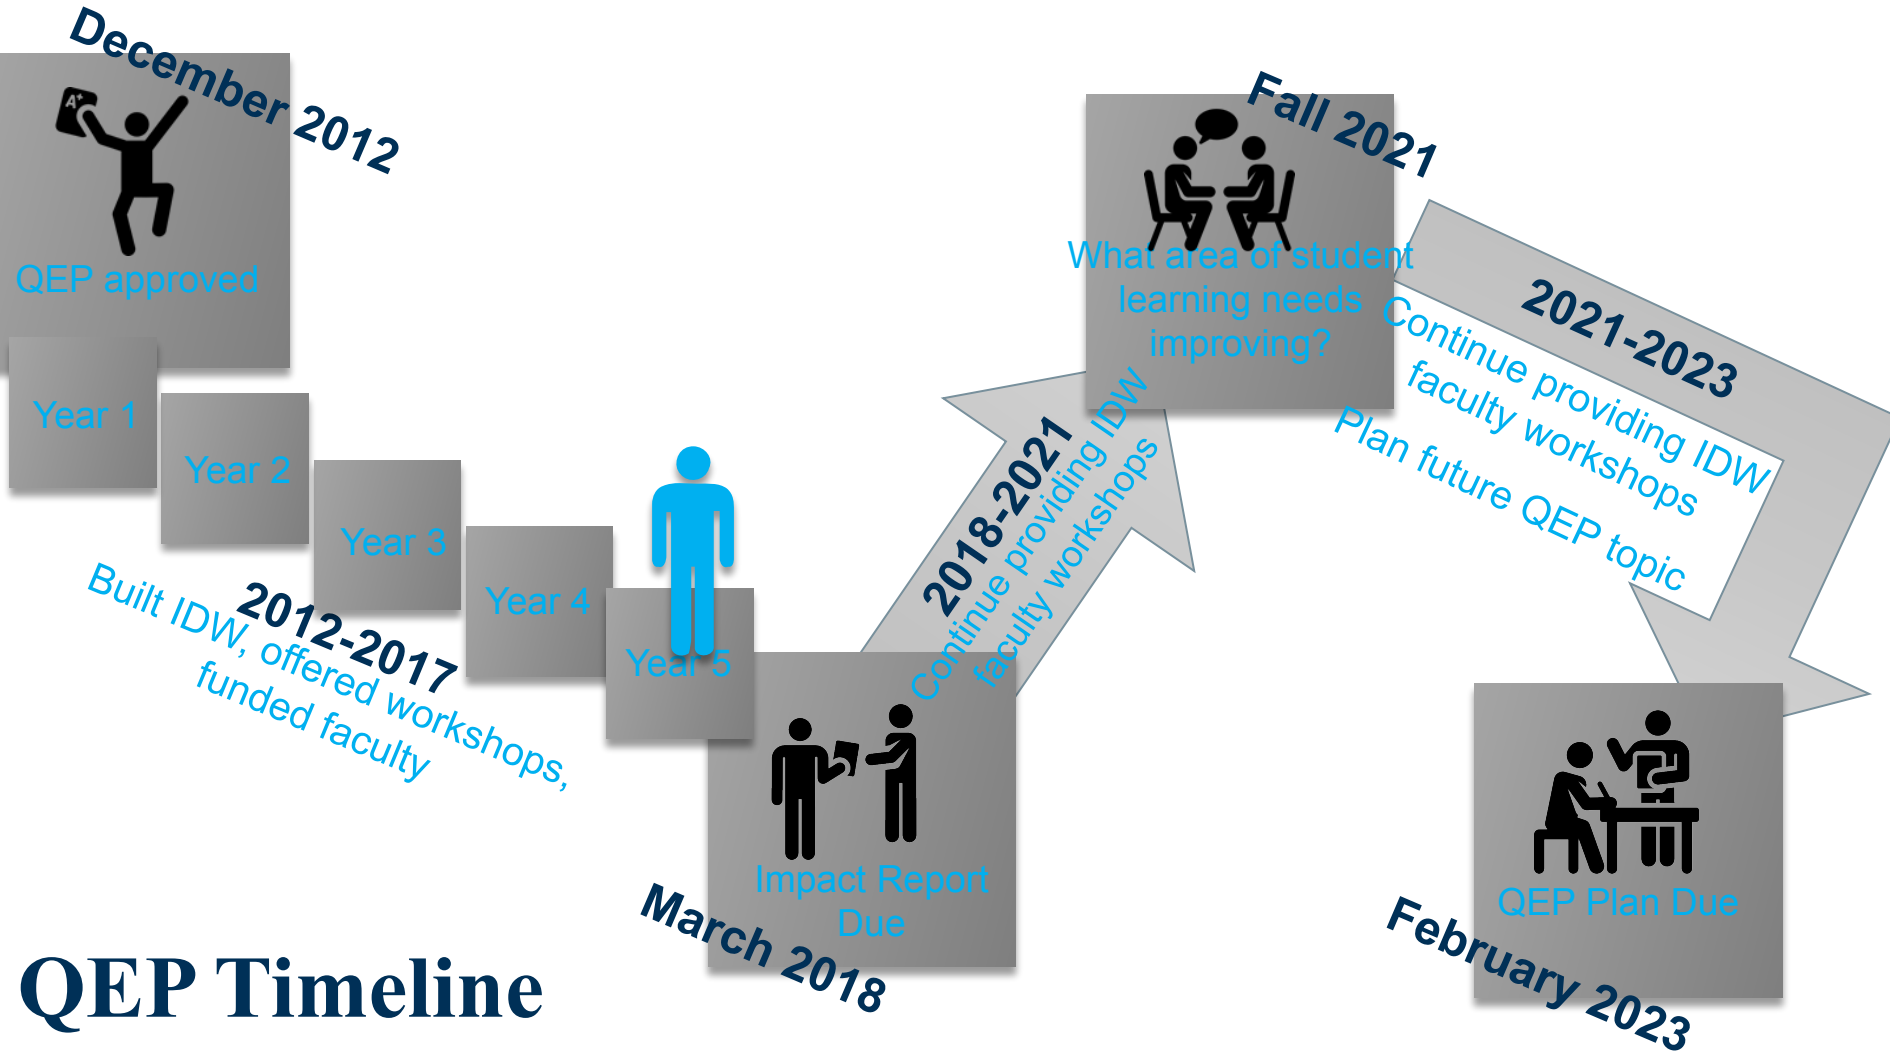 December 2012
A+
QEP approved
Year 1
Year 2
Year 3
Year 4
Year 5
2012-2017
Built IDW, offered workshops,
funded faculty
Impact Report
Due
March 2018
2018-2021
Continue providing IDW
faculty workshops
Fall 2021
What area of student
learning needs
improving?
2021-2023
Continue providing IDW
faculty workshops
Plan future QEP topic
QEP Plan Due
February 2023
QEP Timeline